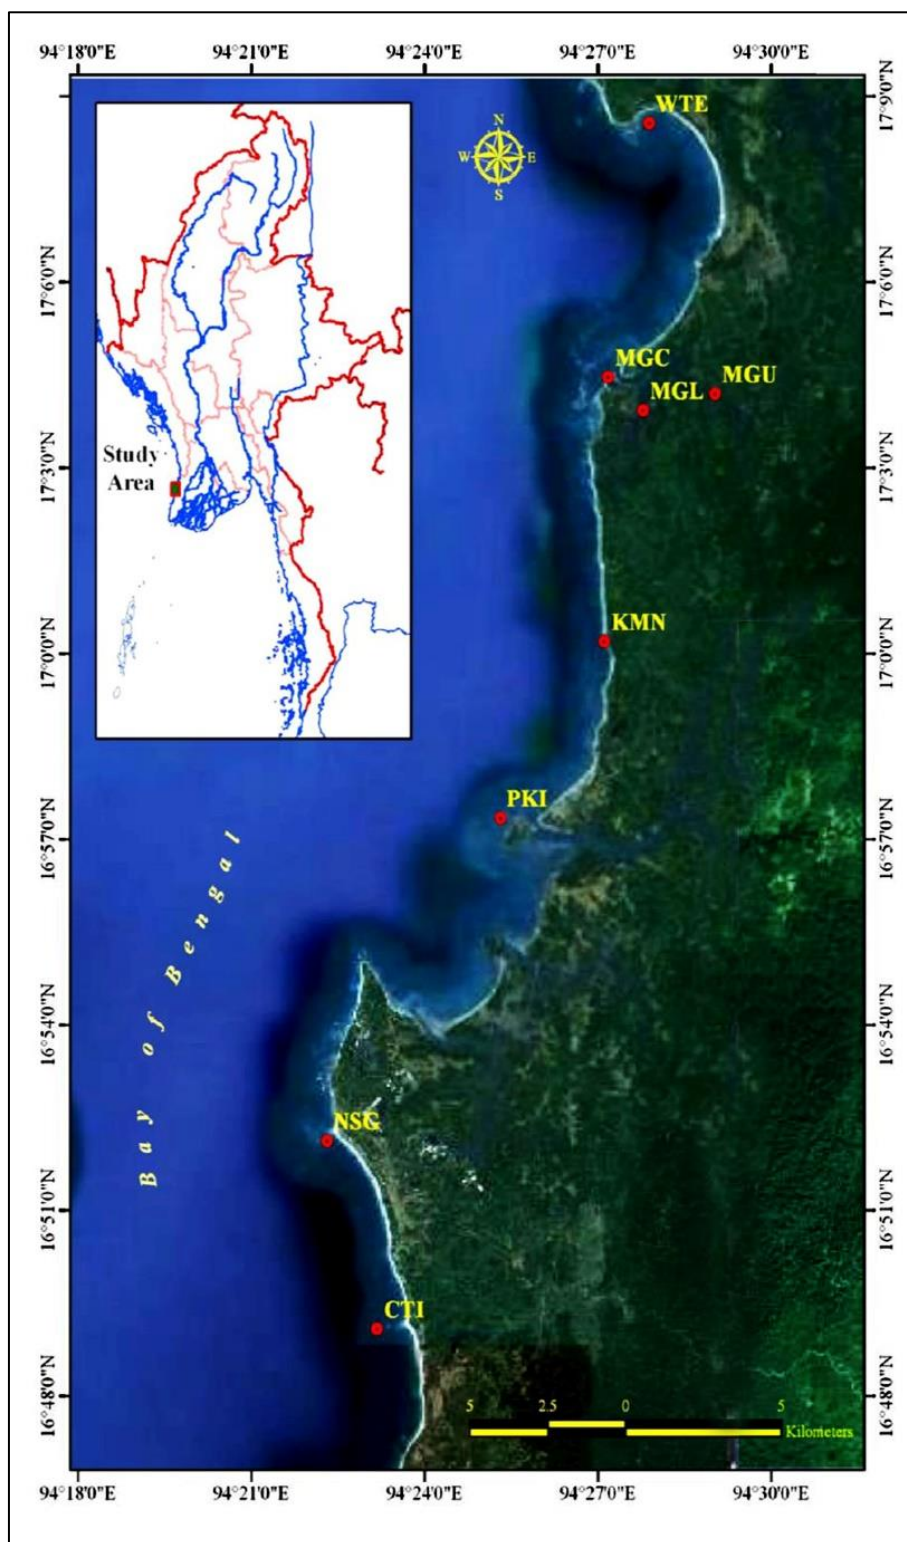 94°18'0"E 94°21'0"E 94°24'0"E 94°27'0"E 94°30'0"E
17°9'0"N 17°9'0"N
WTE
N
W E
S
17°6'0"N 17°6'0"N
MGC
MGU
MGL
Study
Area
17°3'0"N 17°3'0"N
KMN
17°0'0"N 17°0'0"N
PKI
16°57'0"N 16°57'0"N
Bay of Bengal
16°54'0"N 16°54'0"N
NSG
16°51'0"N 16°51'0"N
CTI
16°48'0"N 16°48'0"N
5 2.5 0 5
Kilometers
94°18'0"E 94°21'0"E 94°24'0"E 94°27'0"E 94°30'0"E